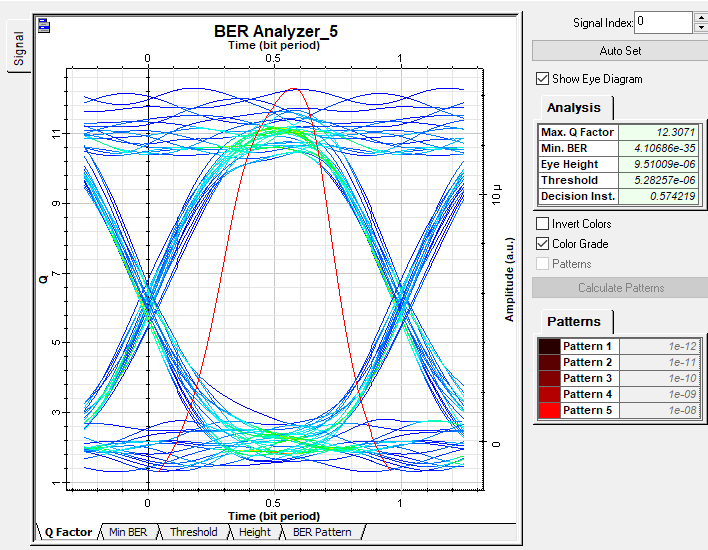 Signal
BER Analyzer_5
Time (bit period)
0 0.5 1
Q
11
9
7
5
3
1
10 µ
0
Amplitude (a.u.)
0 0.5 1
Time (bit period)
Q Factor Min BER Threshold Height BER Pattern
Signal Index: 0
Auto Set
Show Eye Diagram
Analysis
Max. Q Factor 12.3071
Min. BER 4.10686e-35
Eye Height 9.51009e-06
Threshold 5.28257e-06
Decision Inst. 0.574219
Invert Colors
Color Grade
Patterns
Calculate Patterns
Patterns
Pattern 1 1e-12
Pattern 2 1e-11
Pattern 3 1e-10
Pattern 4 1e-09
Pattern 5 1e-08